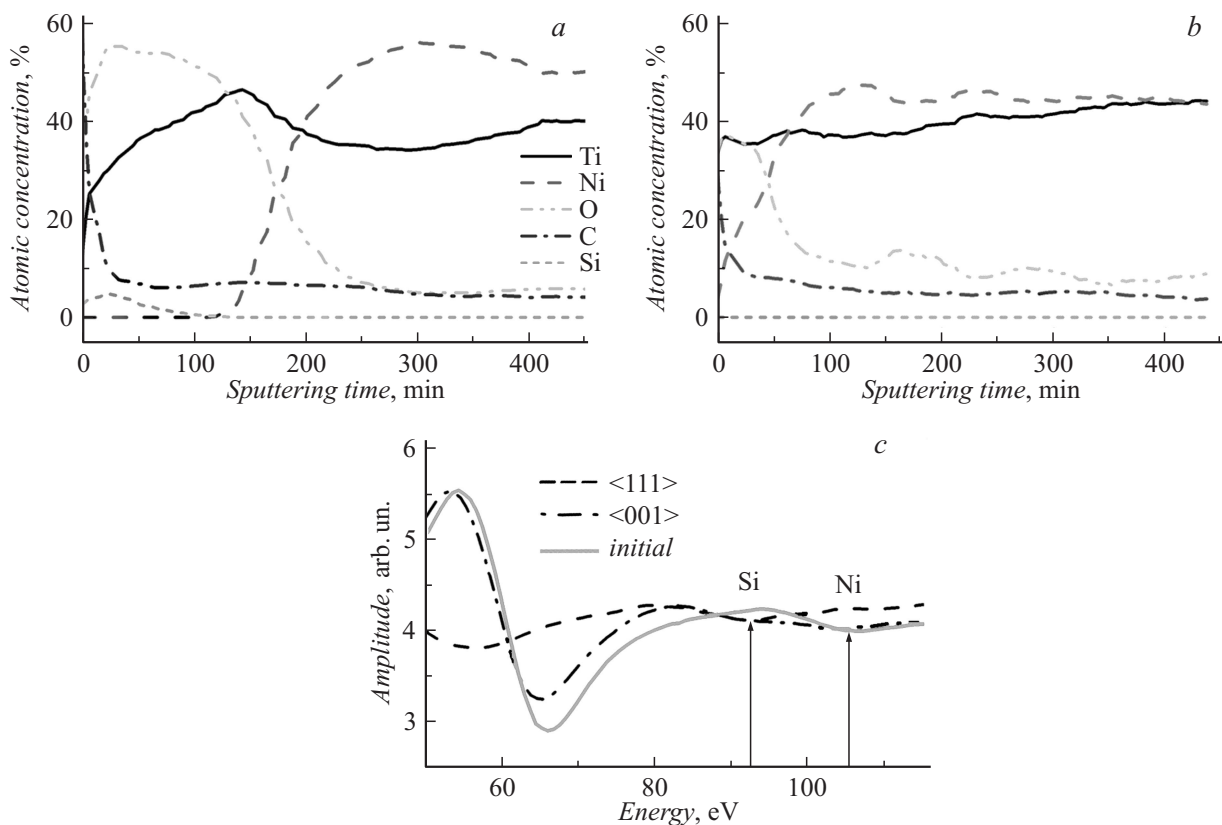 a
60
40
20
0
Atomic concentration, %
Ti
Ni
O
C
Si
0 100 200 300 400
Sputtering time, min
b
60
40
20
0
Atomic concentration, %
0 100 200 300 400
Sputtering time, min
c
6
5
4
3
Amplitude, arb. un.
<111>
<001>
initial
Si Ni
60 80 100
Energy, eV